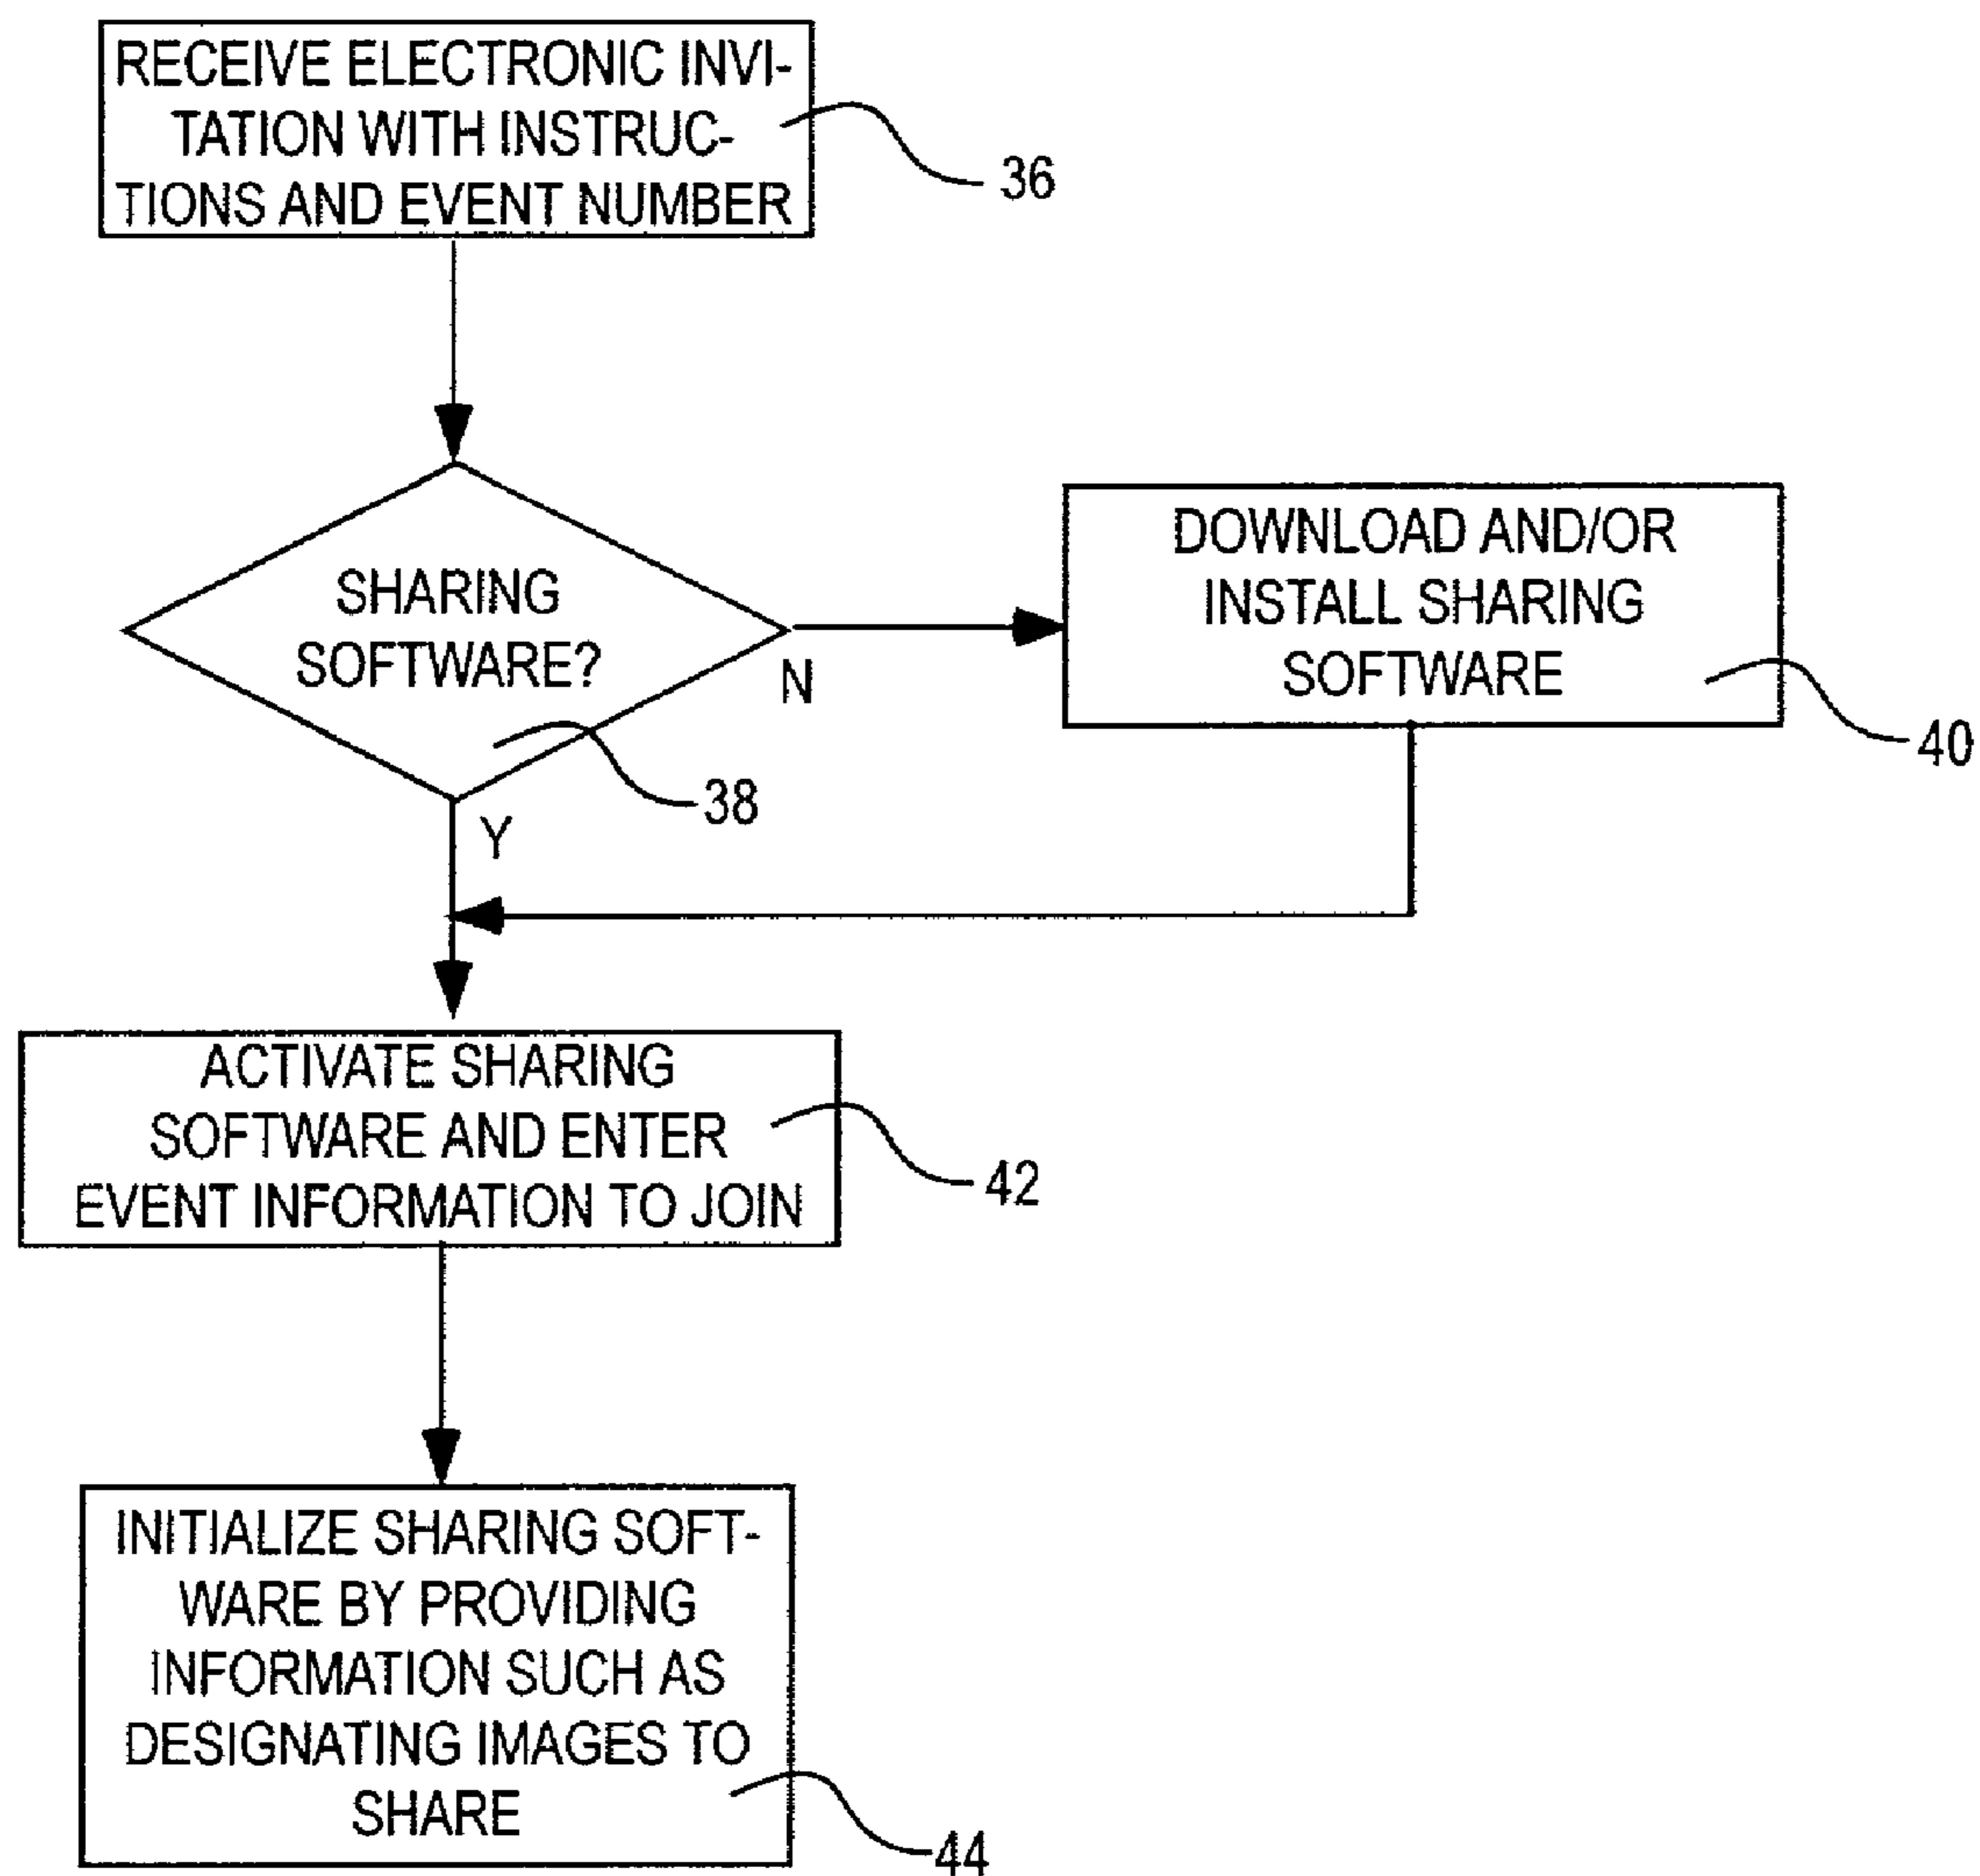 RECEIVE ELECTRONIC INVI-
TATION WITH INSTRUC-
TIONS AND EVENT NUMBER
36
SHARING
SOFTWARE?
38
N
DOWNLOAD AND/OR
INSTALL SHARING
SOFTWARE
40
Y
ACTIVATE SHARING
SOFTWARE AND ENTER
EVENT INFORMATION TO JOIN
42
INITIALIZE SHARING SOFT-
WARE BY PROVIDING
INFORMATION SUCH AS
DESIGNATING IMAGES TO
SHARE
44